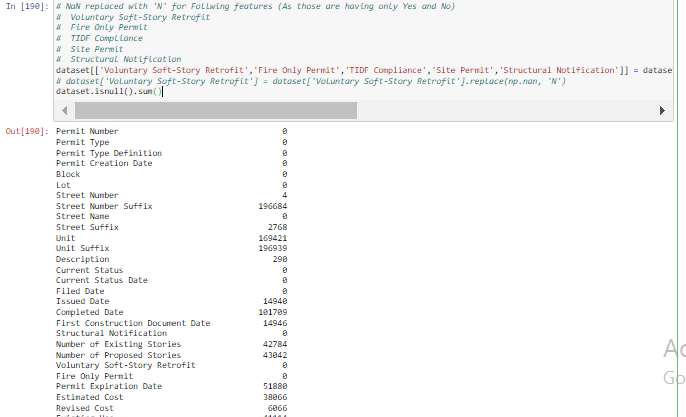 In [190]: # NaN replaced with 'N' for Follwing features (As those are having only Yes and No)
# Voluntary Soft-Story Retrofit
# Fire Only Permit
# TIDF Compliance
# Site Permit
# Structural Notification
dataset[['Voluntary Soft-Story Retrofit','Fire Only Permit','TIDF Compliance','Site Permit','Structural Notification']] = datase
# dataset['Voluntary Soft-Story Retrofit'] = dataset['Voluntary Soft-Story Retrofit'].replace(np.nan, 'N')
dataset.isnull().sum()
Out[190]: Permit Number 0
Permit Type 0
Permit Type Definition 0
Permit Creation Date 0
Block 0
Lot 0
Street Number 4
Street Number Suffix 196684
Street Name 0
Street Suffix 2768
Unit 169421
Unit Suffix 196939
Description 290
Current Status 0
Current Status Date 0
Filed Date 0
Issued Date 14940
Completed Date 101709
First Construction Document Date 14946
Structural Notification 0
Number of Existing Stories 42784
Number of Proposed Stories 43042
Voluntary Soft-Story Retrofit 0
Fire Only Permit 0
Permit Expiration Date 51880
Estimated Cost 38066
Revised Cost 6066
Ac
Go